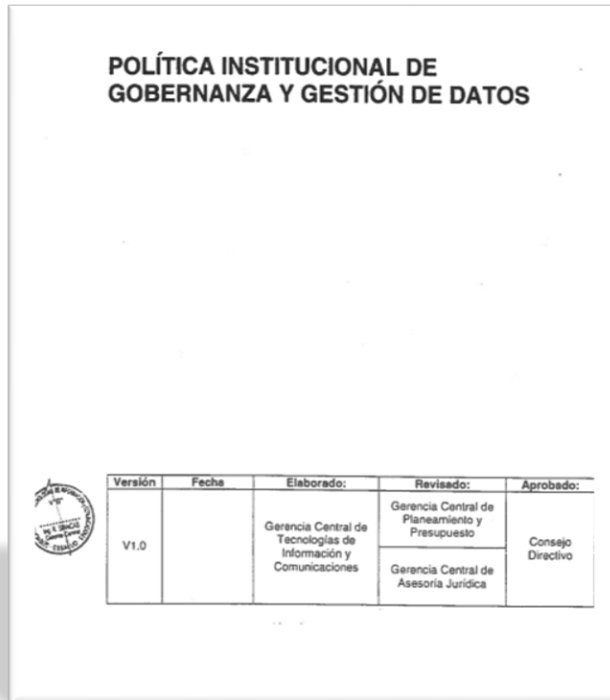 POLÍTICA INSTITUCIONAL DE
GOBERNANZA Y GESTIÓN DE DATOS
Versión Fecha Elaborado: Revisado: Aprobado:
V1.0
Gerencia Central de
Tecnologías de
Información y
Comunicaciones
Gerencia Central de
Planeamiento y
Presupuesto
Gerencia Central de
Asesoría Jurídica
Consejo
Directivo